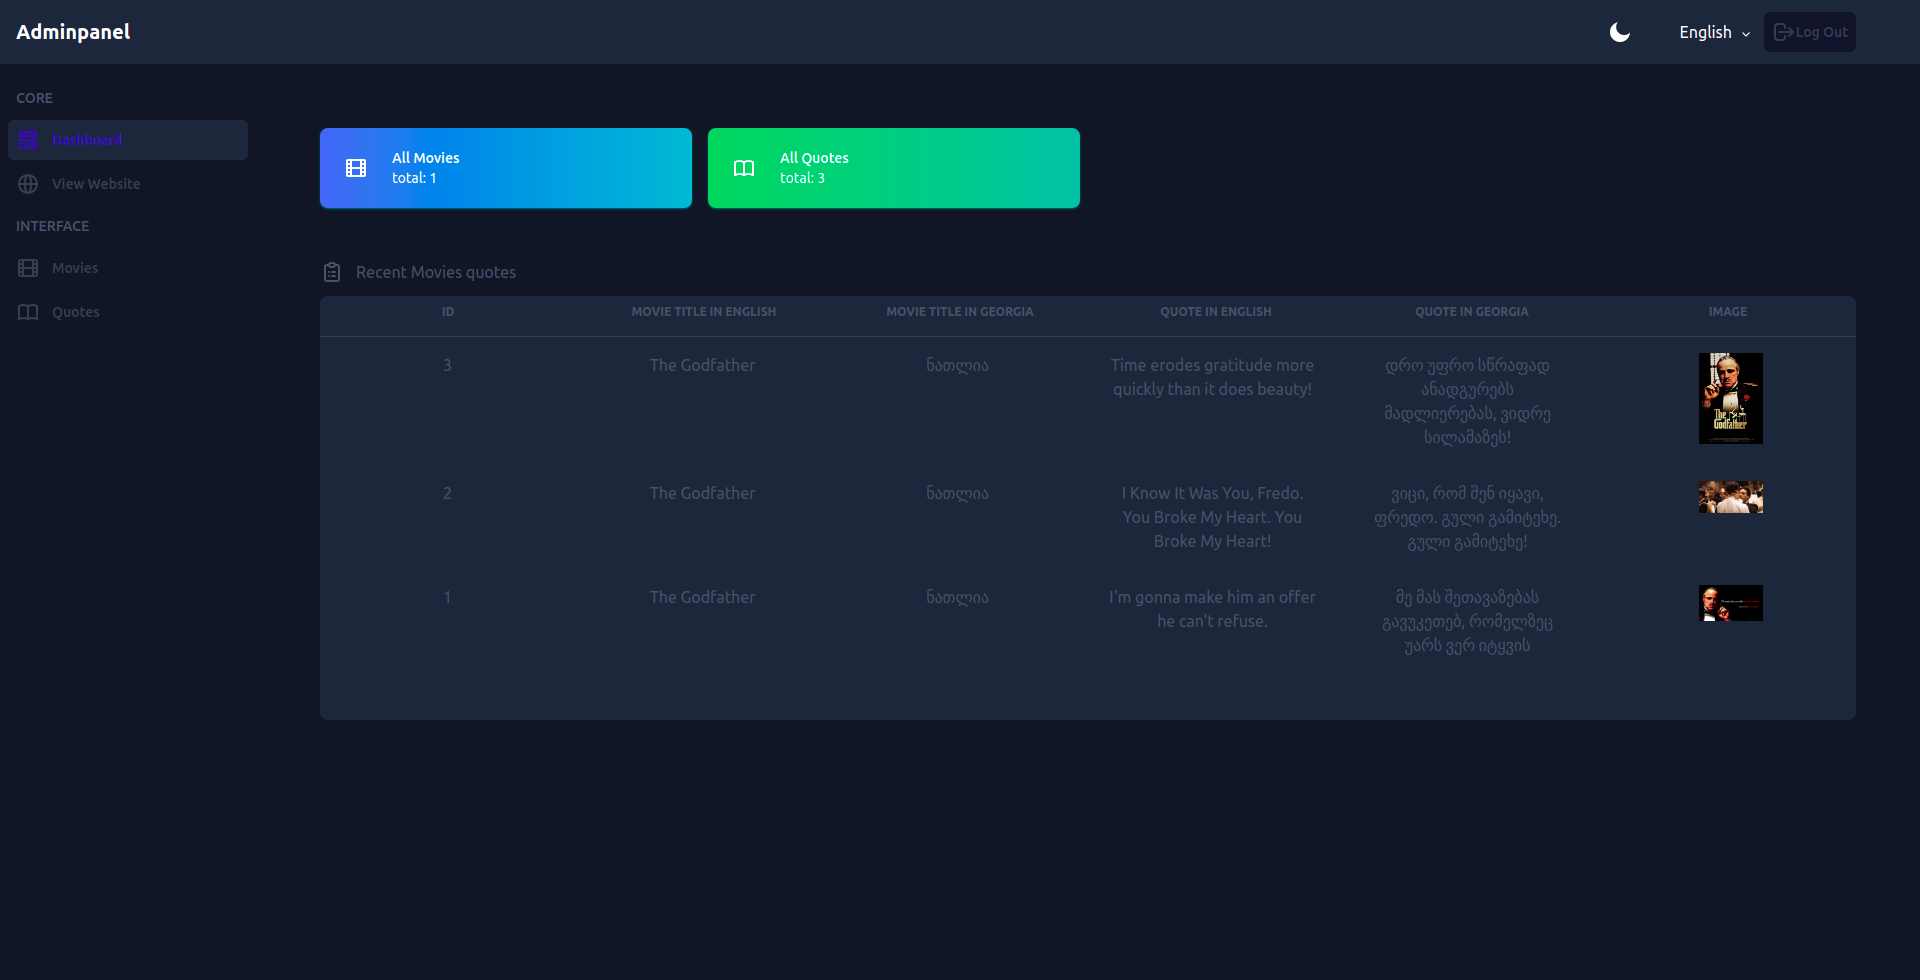 Adminpanel
English
Log Out
CORE
Dashboard
View Website
INTERFACE
Movies
Quotes
All Movies
total: 1
All Quotes
total: 3
Recent Movies quotes
ID
MOVIE TITLE IN ENGLISH
MOVIE TITLE IN GEORGIA
QUOTE IN ENGLISH
QUOTE IN GEORGIA
IMAGE
3
The Godfather
ნათლია
Time erodes gratitude more
quickly than it does beauty!
დრო უფრო სწრაფად
ანადგურებს
მადლიერებას, ვიდრე
სილამაზეს!
The
Godfather
2
The Godfather
ნათლია
I Know It Was You, Fredo.
You Broke My Heart. You
Broke My Heart!
ვიცი, რომ შენ იყავი,
ფრედო. გული გამიტეხე.
გული გამიტეხე!
1
The Godfather
ნათლია
I'm gonna make him an offer
he can't refuse.
მე მას შეთავაზებას
გავუკეთებ, რომელზეც
უარს ვერ იტყვის